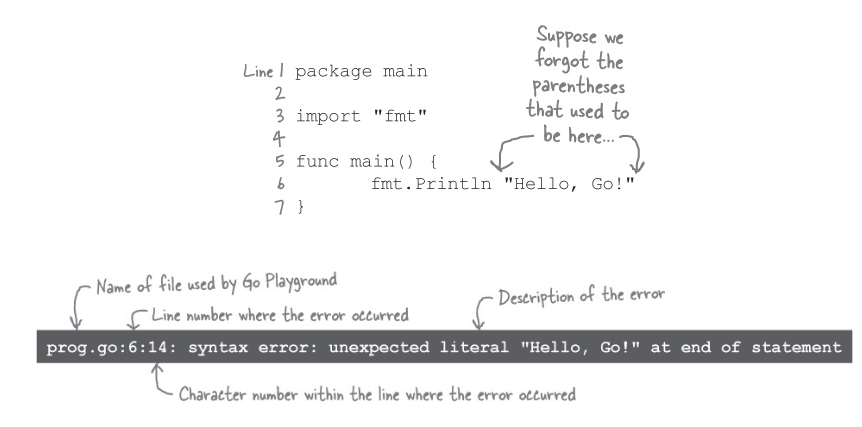 Suppose we
forgot the
parentheses
that used to
be here...
Line 1 package main
2
3 import "fmt"
4
5 func main() {
6 fmt.Println "Hello, Go!"
7 }
Name of file used by Go Playground
Line number where the error occurred
Description of the error
prog.go:6:14: syntax error: unexpected literal "Hello, Go!" at end of statement
Character number within the line where the error occurred